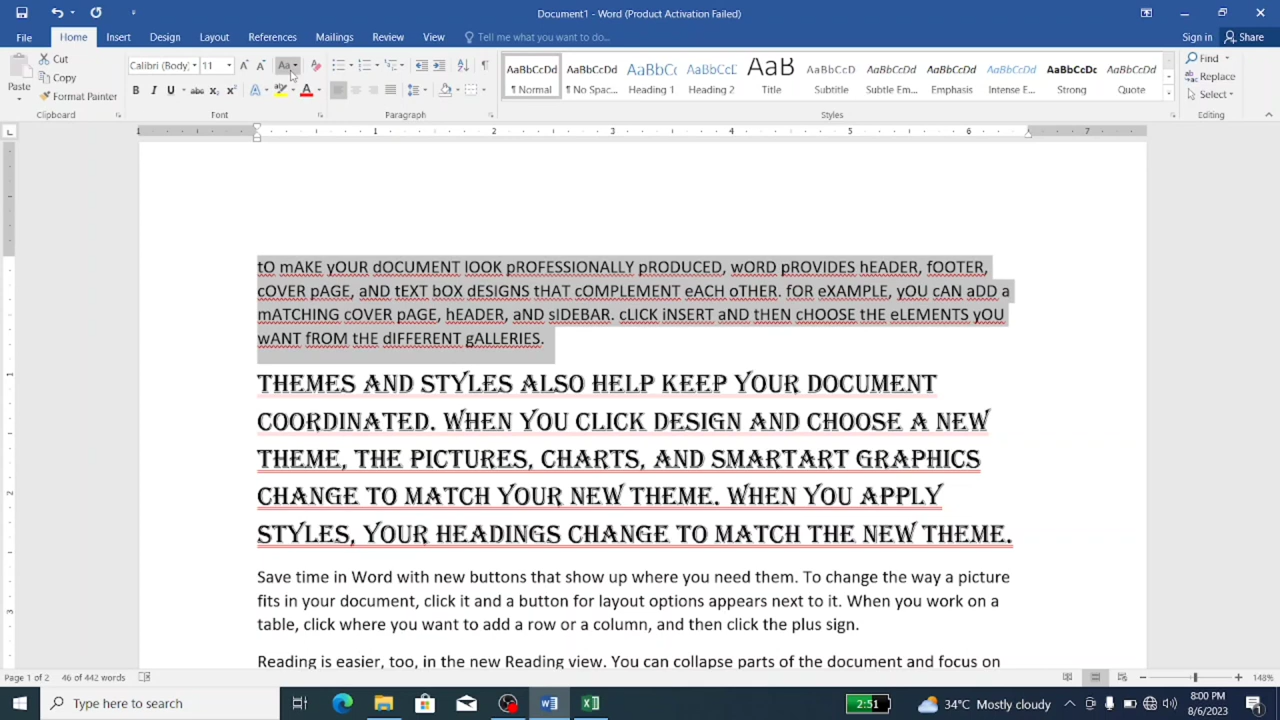 Document1 - Word (Product Activation Failed)
File Home Insert Design Layout References Mailings Review View Tell me what you want to do... Sign in Share
Paste Cut Copy Format Painter Clipboard
Calibri (Body) 11 Aa
B I U abc x₂ x² A Font
Paragraph
AaBbCcDd AaBbCcDd AaBbCc AaBbCcC AaB AaBbCcD AaBbCcDd AaBbCcDd AaBbCcDd AaBbCcDc AaBbCcDd
¶ Normal ¶ No Spac... Heading 1 Heading 2 Title Subtitle Subtle Em... Emphasis Intense E... Strong Quote
Styles
Find Replace Select Editing
1 1 2 3 4 5 6 7
tO mAKE yOUR dOCUMENT lOOK pROFESSIONALLY pRODUCED, wORD pROVIDES hEADER, fOOTER,
cOVER pAGE, aND tEXT bOX dESIGNS tHAT cOMPLEMENT eACH oTHER. fOR eXAMPLE, yOU cAN aDD a
mATCHING cOVER pAGE, hEADER, aND sIDEBAR. cLICK iNSERT aND tHEN cHOOSE tHE eLEMENTS yOU
wANT fROM tHE dIFFERENT gALLERIES.
THEMES AND STYLES ALSO HELP KEEP YOUR DOCUMENT
COORDINATED. WHEN YOU CLICK DESIGN AND CHOOSE A NEW
THEME, THE PICTURES, CHARTS, AND SMARTART GRAPHICS
CHANGE TO MATCH YOUR NEW THEME. WHEN YOU APPLY
STYLES, YOUR HEADINGS CHANGE TO MATCH THE NEW THEME.
Save time in Word with new buttons that show up where you need them. To change the way a picture
fits in your document, click it and a button for layout options appears next to it. When you work on a
table, click where you want to add a row or a column, and then click the plus sign.
Reading is easier, too, in the new Reading view. You can collapse parts of the document and focus on
Page 1 of 2 46 of 442 words 148%
Type here to search 2:51 34°C Mostly cloudy 8:00 PM
8/6/2023